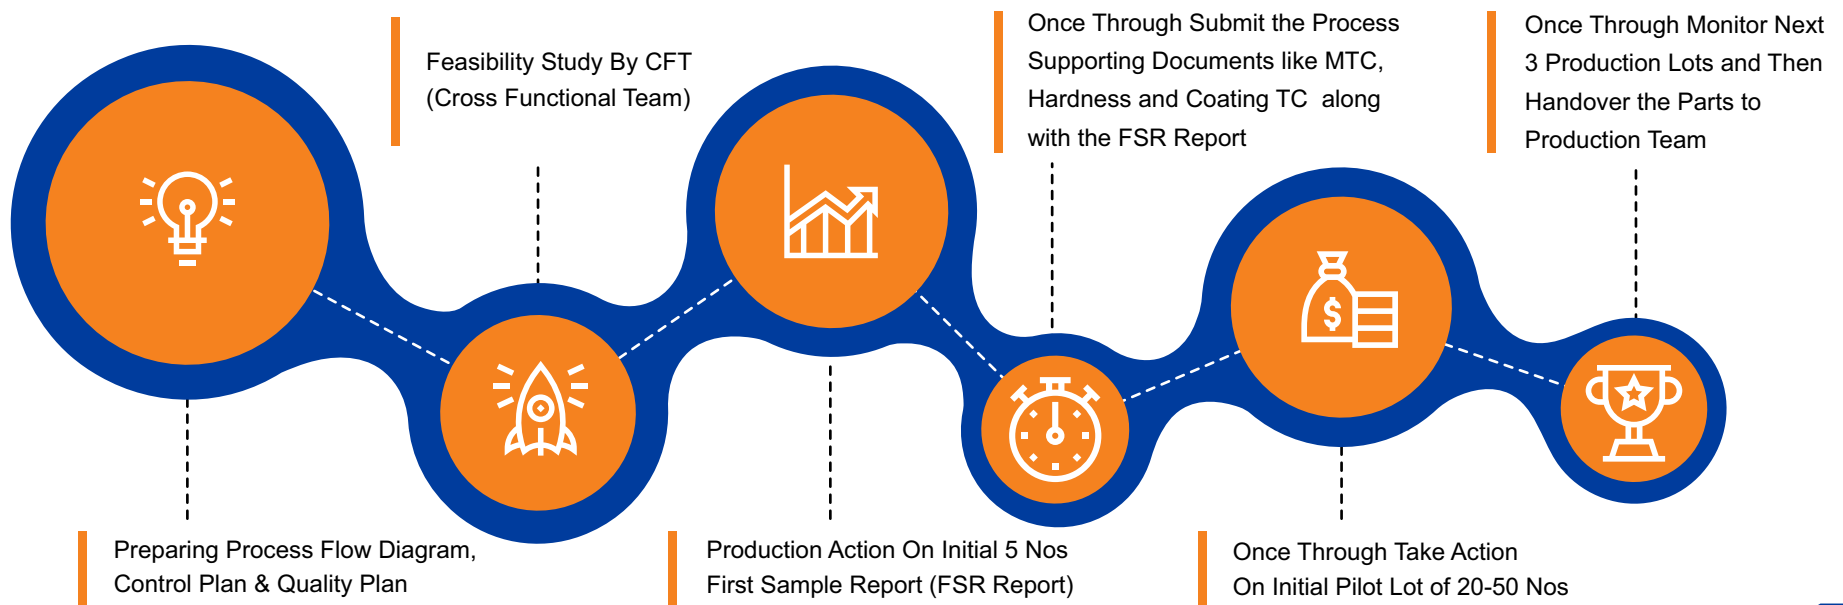 Preparing Process Flow Diagram,
Control Plan & Quality Plan
Feasibility Study By CFT
(Cross Functional Team)
Production Action On Initial 5 Nos
First Sample Report (FSR Report)
Once Through Submit the Process
Supporting Documents like MTC,
Hardness and Coating TC along
with the FSR Report
Once Through Take Action
On Initial Pilot Lot of 20-50 Nos
Once Through Monitor Next
3 Production Lots and Then
Handover the Parts to
Production Team
$